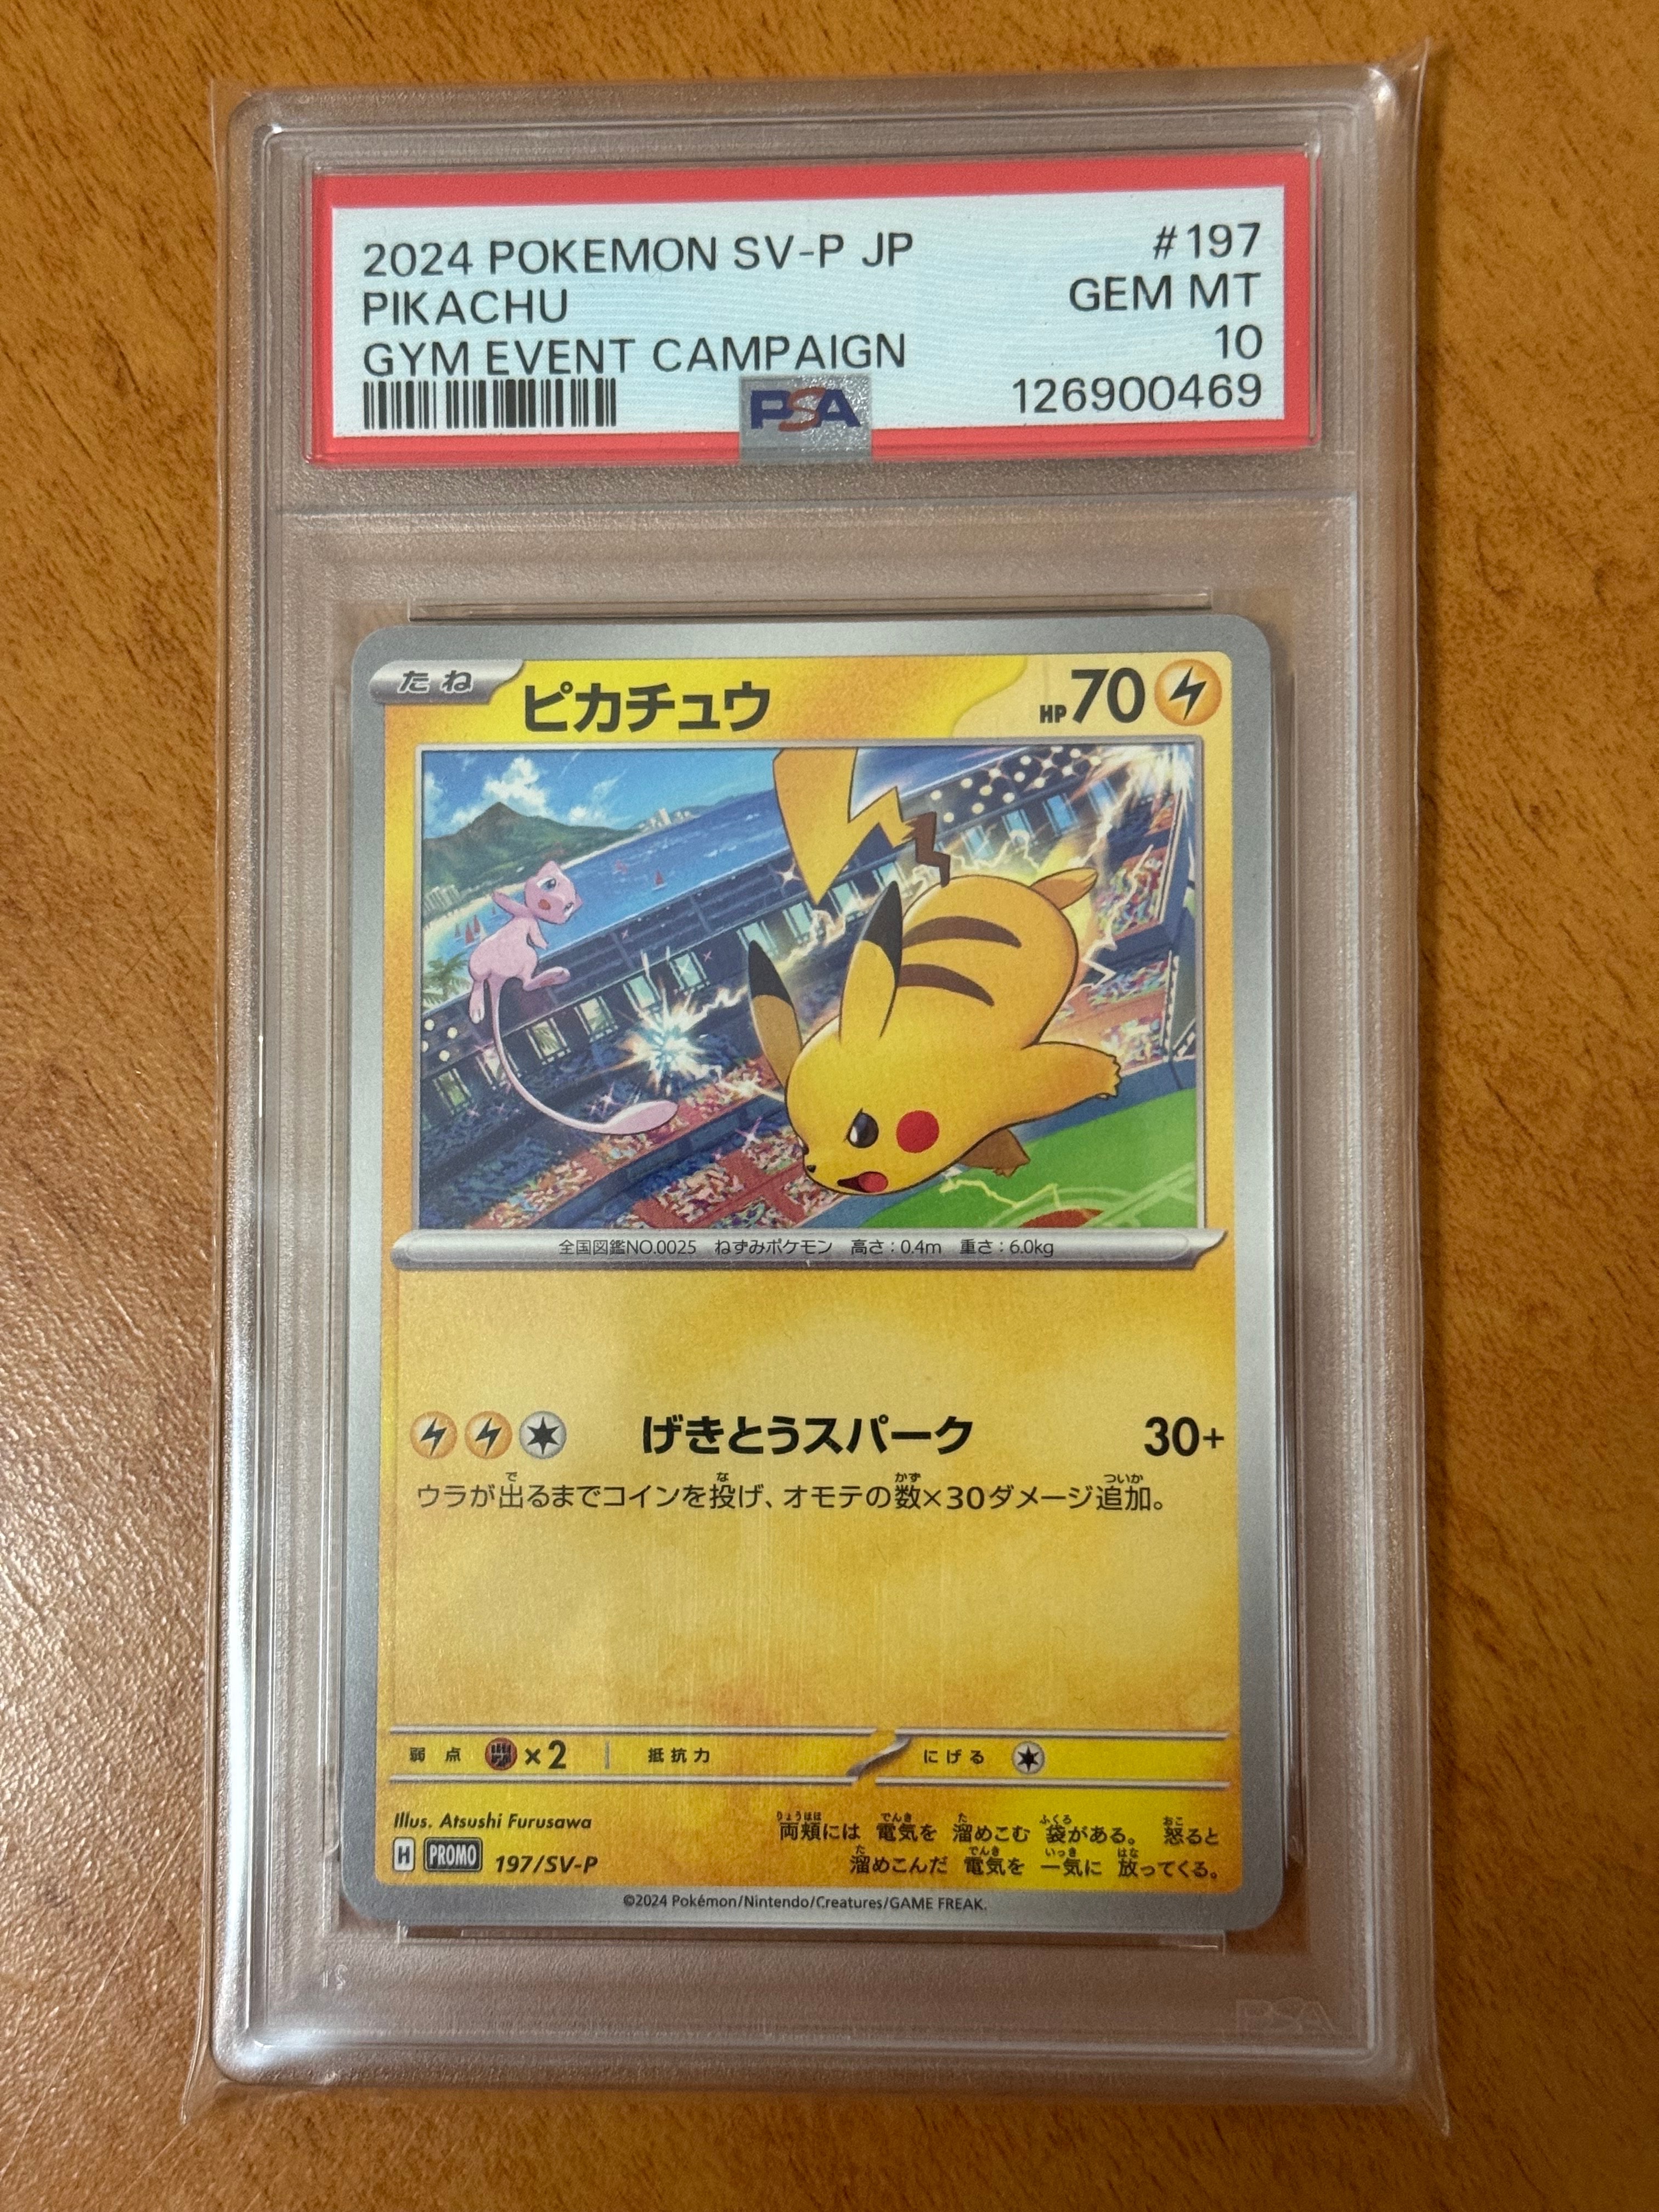 2024 POKEMON SV-P JP #197
PIKACHU GEM MT
GYM EVENT CAMPAIGN 10
PSA 126900469
たね ピカチュウ HP70
全国図鑑NO.0025 ねずみポケモン 高さ：0.4m 重さ：6.0kg
げきとうスパーク 30+
ウラが出るまでコインを投げ、オモテの数×30ダメージ追加。
弱点 ×2 抵抗力 にげる
Illus. Atsushi Furusawa
両頬には 電気を 溜めこむ 袋がある。 怒ると
溜めこんだ 電気を 一気に 放ってくる。
H PROMO 197/SV-P
©2024 Pokémon/Nintendo/Creatures/GAME FREAK.
PSA